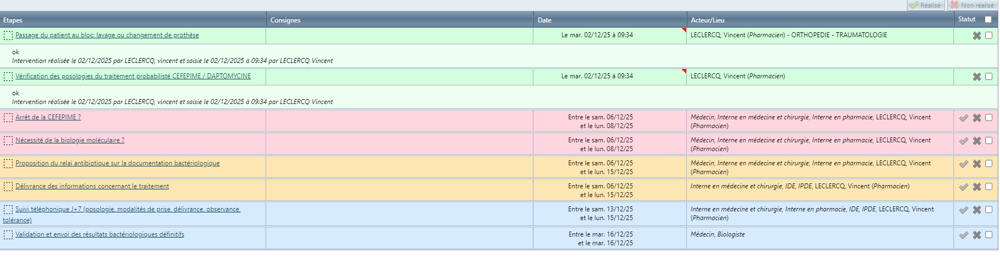 Réalisé Non réalisé
Etapes Consignes Date Acteur/Lieu Statut
Passage du patient au bloc: lavage ou changement de prothèse Le mar. 02/12/25 à 09:34 LECLERCQ, Vincent (Pharmacien) - ORTHOPEDIE - TRAUMATOLOGIE
ok
Intervention réalisée le 02/12/2025 par LECLERCQ, vincent et saisie le 02/12/2025 à 09:34 par LECLERCQ Vincent
Vérification des posologies du traitement probabilisté CEFEPIME / DAPTOMYCINE Le mar. 02/12/25 à 09:34 LECLERCQ, Vincent (Pharmacien)
ok
Intervention réalisée le 02/12/2025 par LECLERCQ, vincent et saisie le 02/12/2025 à 09:34 par LECLERCQ Vincent
Arrêt de la CEFEPIME ? Entre le sam. 06/12/25 Médecin, Interne en médecine et chirurgie, Interne en pharmacie, LECLERCQ, Vincent
et le lun. 08/12/25 (Pharmacien)
Nécessité de la biologie moléculaire ? Entre le sam. 06/12/25 Médecin, Interne en médecine et chirurgie, Interne en pharmacie, LECLERCQ, Vincent
et le lun. 08/12/25 (Pharmacien)
Proposition du relai antibiotique sur la documentation bactériologique Entre le sam. 06/12/25 Médecin, Interne en médecine et chirurgie, Interne en pharmacie, LECLERCQ, Vincent
et le lun. 15/12/25 (Pharmacien)
Délivrance des informations concernant le traitement Entre le sam. 06/12/25 Interne en médecine et chirurgie, IDE, IPDE, LECLERCQ, Vincent (Pharmacien)
et le lun. 15/12/25
Suivi téléphonique J+7 (posologie, modalités de prise, délivrance, observance, Entre le sam. 13/12/25 Interne en médecine et chirurgie, Interne en pharmacie, IDE, IPDE, LECLERCQ, Vincent
tolérance) et le lun. 15/12/25 (Pharmacien)
Validation et envoi des résultats bactériologiques définitifs Entre le mar. 16/12/25 Médecin, Biologiste
et le mar. 16/12/25